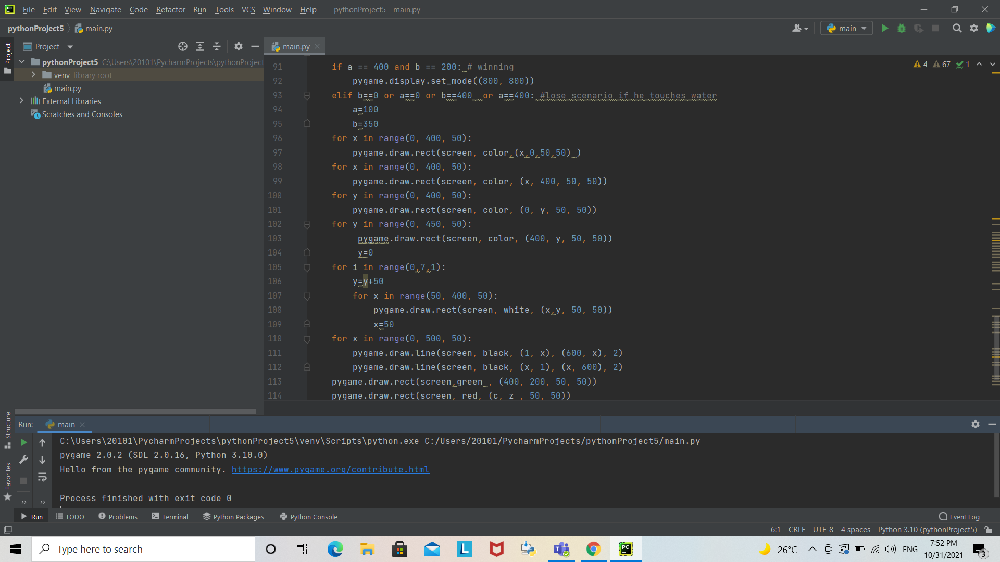 File Edit View Navigate Code Refactor Run Tools VCS Window Help pythonProject5 - main.py
pythonProject5 main.py main
Project
Project main.py
pythonProject5 C:\Users\20101\PycharmProjects\pythonProject
venv library root
main.py
External Libraries
Scratches and Consoles
4 67 1
91 if a == 400 and b == 200: # winning
92 pygame.display.set_mode((800, 800))
93 elif b==0 or a==0 or b==400 or a==400: #lose scenario if he touches water
94 a=100
95 b=350
96 for x in range(0, 400, 50):
97 pygame.draw.rect(screen, color,(x,0,50,50) )
98 for x in range(0, 400, 50):
99 pygame.draw.rect(screen, color, (x, 400, 50, 50))
100 for y in range(0, 400, 50):
101 pygame.draw.rect(screen, color, (0, y, 50, 50))
102 for y in range(0, 450, 50):
103 pygame.draw.rect(screen, color, (400, y, 50, 50))
104 y=0
105 for i in range(0,7,1):
106 y=y+50
107 for x in range(50, 400, 50):
108 pygame.draw.rect(screen, white, (x,y, 50, 50))
109 x=50
110 for x in range(0, 500, 50):
111 pygame.draw.line(screen, black, (1, x), (600, x), 2)
112 pygame.draw.line(screen, black, (x, 1), (x, 600), 2)
113 pygame.draw.rect(screen,green , (400, 200, 50, 50))
114 pygame.draw.rect(screen, red, (c, z , 50, 50))
Structure
Favorites
Run: main
C:\Users\20101\PycharmProjects\pythonProject5\venv\Scripts\python.exe C:/Users/20101/PycharmProjects/pythonProject5/main.py
pygame 2.0.2 (SDL 2.0.16, Python 3.10.0)
Hello from the pygame community. https://www.pygame.org/contribute.html
Process finished with exit code 0
Run TODO Problems Terminal Python Packages Python Console Event Log
6:1 CRLF UTF-8 4 spaces Python 3.10 (pythonProject5)
Type here to search
26°C ENG
7:52 PM
10/31/2021
3